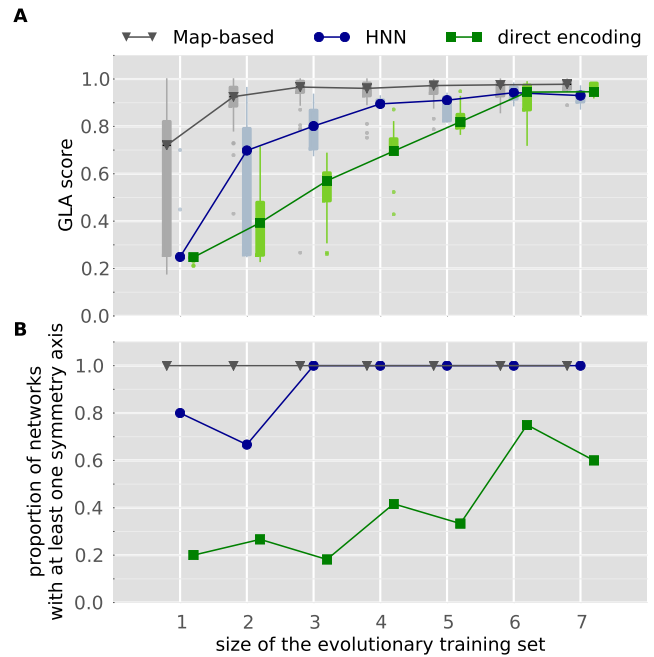 A
Map-based HNN direct encoding
1.0
0.8
0.6
0.4
0.2
0.0
GLA score
B
1.0
0.8
0.6
0.4
0.2
0.0
proportion of networks
with at least one symmetry axis
1 2 3 4 5 6 7
size of the evolutionary training set